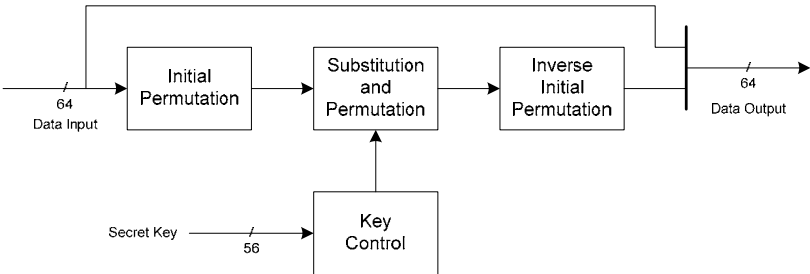 Initial
Permutation
Substitution
and
Permutation
Inverse
Initial
Permutation
64
Data Input
64
Data Output
Secret Key
56
Key
Control